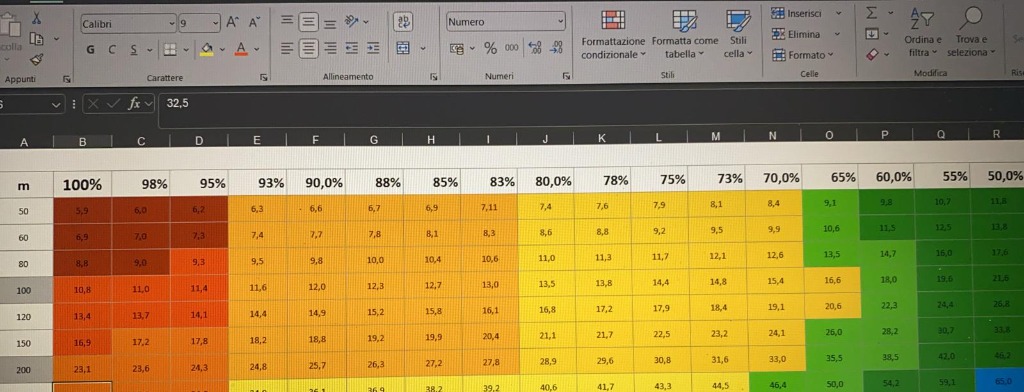 Calibri 9 A^ A˅ ab Numero Inserisci Σ
Elimina
G C S A % 000 Formattazione Formatta come Stili Formato Ordina e Trova e
colla condizionale tabella cella filtra seleziona
Appunti Carattere Allineamento Numeri Stili Celle Modifica
fx 32,5
A B C D E F G H I J K L M N O P Q R
m 100% 98% 95% 93% 90,0% 88% 85% 83% 80,0% 78% 75% 73% 70,0% 65% 60,0% 55% 50,0%
50 5,9 6,0 6,2 6,3 6,6 6,7 6,9 7,11 7,4 7,6 7,9 8,1 8,4 9,1 9,8 10,7 11,8
60 6,9 7,0 7,3 7,4 7,7 7,8 8,1 8,3 8,6 8,8 9,2 9,5 9,9 10,6 11,5 12,5 13,8
80 8,8 9,0 9,3 9,5 9,8 10,0 10,4 10,6 11,0 11,3 11,7 12,1 12,6 13,5 14,7 16,0 17,6
100 10,8 11,0 11,4 11,6 12,0 12,3 12,7 13,0 13,5 13,8 14,4 14,8 15,4 16,6 18,0 19,6 21,6
120 13,4 13,7 14,1 14,4 14,9 15,2 15,8 16,1 16,8 17,2 17,9 18,4 19,1 20,6 22,3 24,4 26,8
150 16,9 17,2 17,8 18,2 18,8 19,2 19,9 20,4 21,1 21,7 22,5 23,2 24,1 26,0 28,2 30,7 33,8
200 23,1 23,6 24,3 24,8 25,7 26,3 27,2 27,8 28,9 29,6 30,8 31,6 33,0 35,5 38,5 42,0 46,2
36,9 38,2 39,2 40,6 41,7 43,3 44,5 46,4 50,0 54,2 59,1 65,0